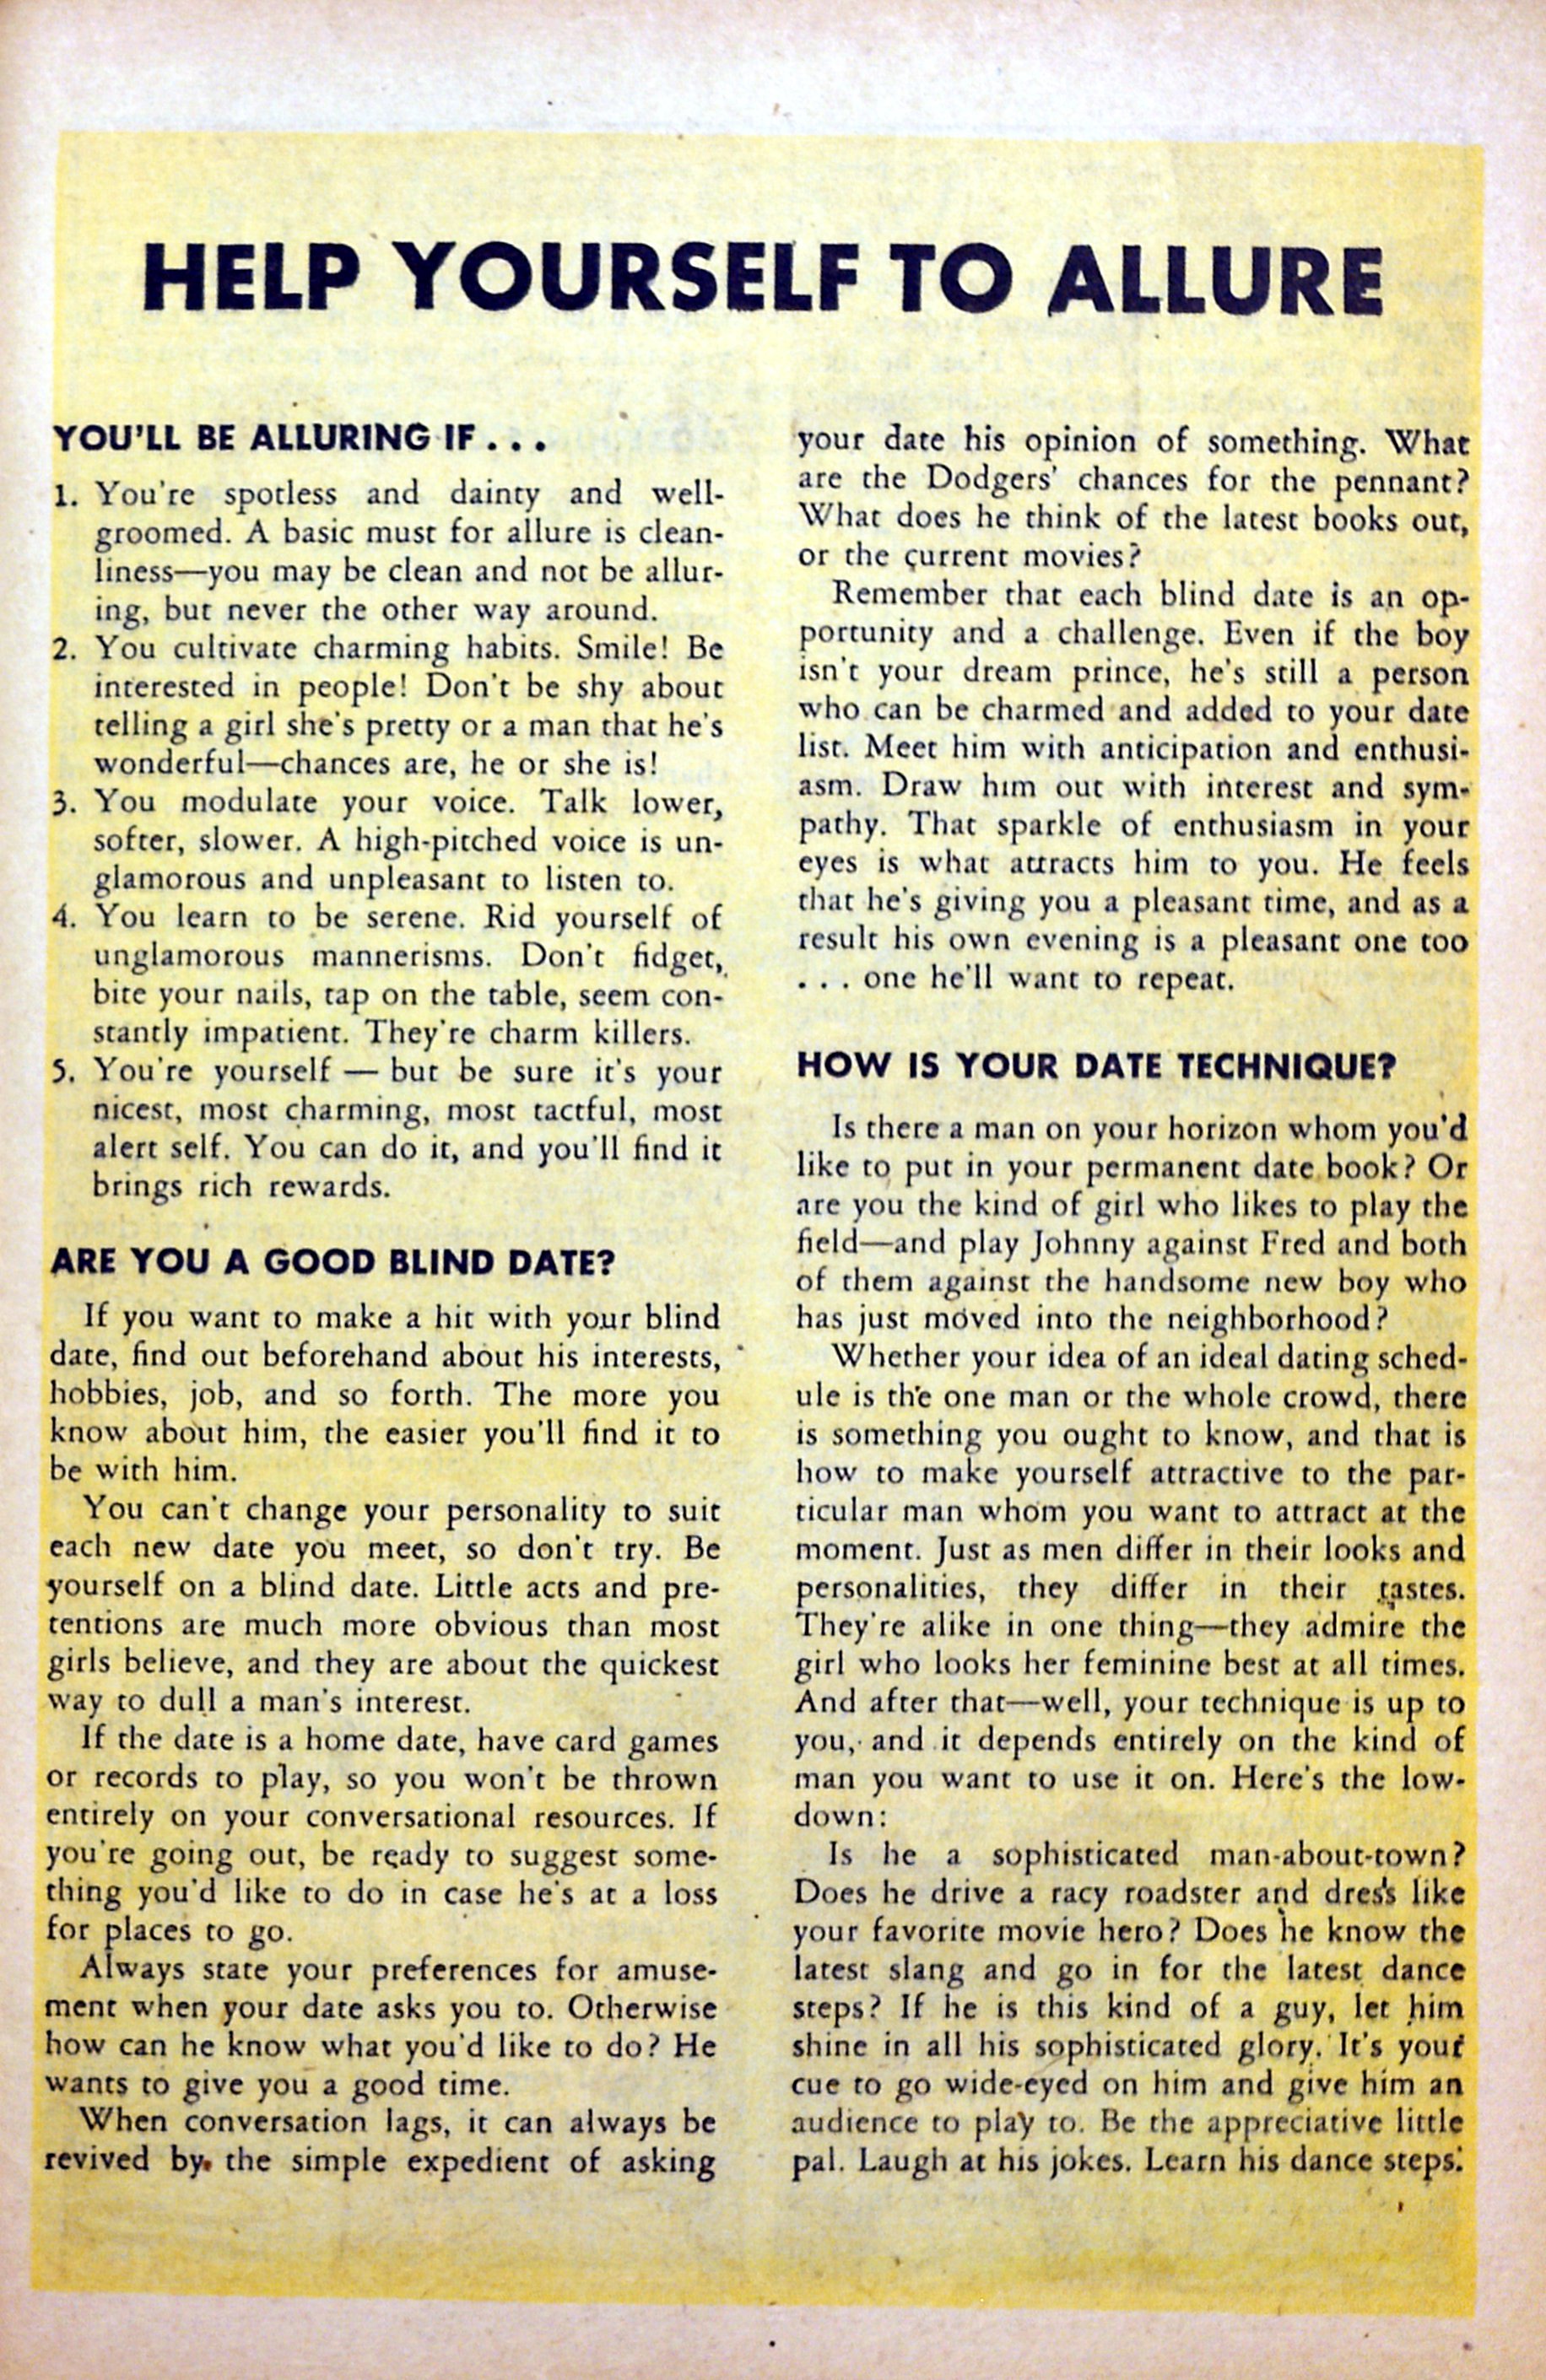 HELP YOURSELF TO ALLURE
YOU'LL BE ALLURING IF . . .
1. You're spotless and dainty and well-
groomed. A basic must for allure is clean-
liness—you may be clean and not be allur-
ing, but never the other way around.
2. You cultivate charming habits. Smile! Be
interested in people! Don't be shy about
telling a girl she's pretty or a man that he's
wonderful—chances are, he or she is!
3. You modulate your voice. Talk lower,
softer, slower. A high-pitched voice is un-
glamorous and unpleasant to listen to.
4. You learn to be serene. Rid yourself of
unglamorous mannerisms. Don't fidget,
bite your nails, tap on the table, seem con-
stantly impatient. They're charm killers.
5. You're yourself — but be sure it's your
nicest, most charming, most tactful, most
alert self. You can do it, and you'll find it
brings rich rewards.
ARE YOU A GOOD BLIND DATE?
If you want to make a hit with your blind
date, find out beforehand about his interests,
hobbies, job, and so forth. The more you
know about him, the easier you'll find it to
be with him.
You can't change your personality to suit
each new date you meet, so don't try. Be
yourself on a blind date. Little acts and pre-
tentions are much more obvious than most
girls believe, and they are about the quickest
way to dull a man's interest.
If the date is a home date, have card games
or records to play, so you won't be thrown
entirely on your conversational resources. If
you're going out, be ready to suggest some-
thing you'd like to do in case he's at a loss
for places to go.
Always state your preferences for amuse-
ment when your date asks you to. Otherwise
how can he know what you'd like to do? He
wants to give you a good time.
When conversation lags, it can always be
revived by the simple expedient of asking
your date his opinion of something. What
are the Dodgers' chances for the pennant?
What does he think of the latest books out,
or the current movies?
Remember that each blind date is an op-
portunity and a challenge. Even if the boy
isn't your dream prince, he's still a person
who can be charmed and added to your date
list. Meet him with anticipation and enthusi-
asm. Draw him out with interest and sym-
pathy. That sparkle of enthusiasm in your
eyes is what attracts him to you. He feels
that he's giving you a pleasant time, and as a
result his own evening is a pleasant one too
. . . one he'll want to repeat.
HOW IS YOUR DATE TECHNIQUE?
Is there a man on your horizon whom you'd
like to put in your permanent date book? Or
are you the kind of girl who likes to play the
field—and play Johnny against Fred and both
of them against the handsome new boy who
has just moved into the neighborhood?
Whether your idea of an ideal dating sched-
ule is the one man or the whole crowd, there
is something you ought to know, and that is
how to make yourself attractive to the par-
ticular man whom you want to attract at the
moment. Just as men differ in their looks and
personalities, they differ in their tastes.
They're alike in one thing—they admire the
girl who looks her feminine best at all times.
And after that—well, your technique is up to
you, and it depends entirely on the kind of
man you want to use it on. Here's the low-
down:
Is he a sophisticated man-about-town?
Does he drive a racy roadster and dress like
your favorite movie hero? Does he know the
latest slang and go in for the latest dance
steps? If he is this kind of a guy, let him
shine in all his sophisticated glory. It's your
cue to go wide-eyed on him and give him an
audience to play to. Be the appreciative little
pal. Laugh at his jokes. Learn his dance steps.